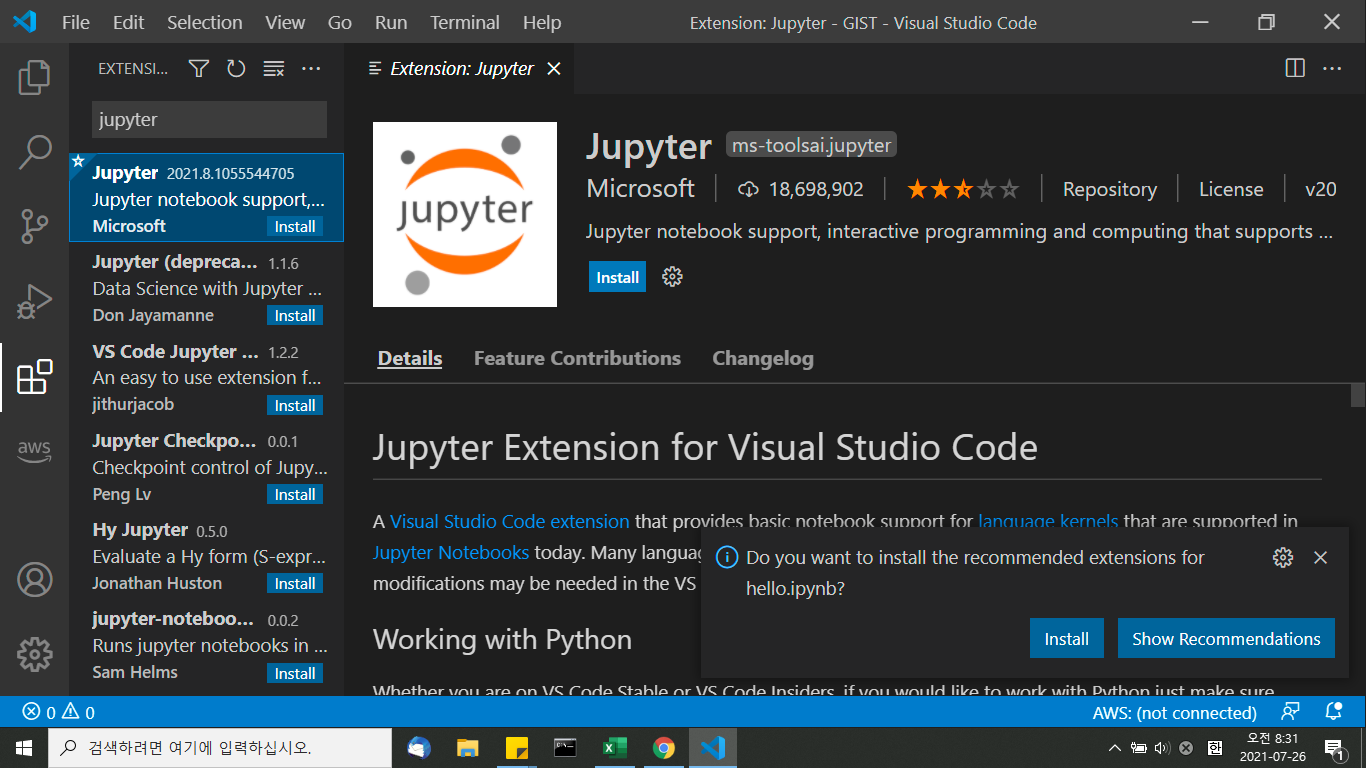 File Edit Selection View Go Run Terminal Help
Extension: Jupyter - GIST - Visual Studio Code
EXTENSI...
Extension: Jupyter
jupyter
Jupyter 2021.8.1055544705
Jupyter notebook support,...
Microsoft Install
Jupyter (depreca... 1.1.6
Data Science with Jupyter ...
Don Jayamanne Install
VS Code Jupyter ... 1.2.2
An easy to use extension f...
jithurjacob Install
Jupyter Checkpo... 0.0.1
Checkpoint control of Jupy...
Peng Lv Install
Hy Jupyter 0.5.0
Evaluate a Hy form (S-expr...
Jonathan Huston Install
jupyter-noteboo... 0.0.2
Runs jupyter notebooks in ...
Sam Helms Install
aws
jupyter
Jupyter ms-toolsai.jupyter
Microsoft 18,698,902 Repository License v20
Jupyter notebook support, interactive programming and computing that supports ...
Install
Details Feature Contributions Changelog
Jupyter Extension for Visual Studio Code
A Visual Studio Code extension that provides basic notebook support for language kernels that are supported in
Jupyter Notebooks today. Many languag
modifications may be needed in the VS
Working with Python
Whether you are on VS Code Stable or VS Code Insiders, if you would like to work with Python just make sure
Do you want to install the recommended extensions for
hello.ipynb?
Install Show Recommendations
0 0
AWS: (not connected)
검색하려면 여기에 입력하십시오.
한
오전 8:31
2021-07-26
1